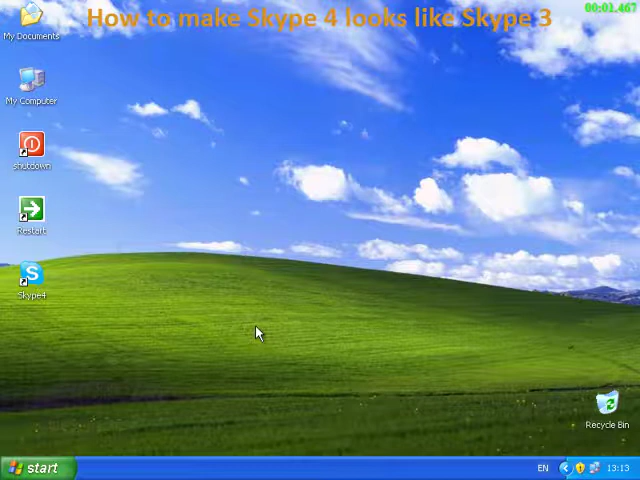 How to make Skype 4 looks like Skype 3
00:01.467
My Documents
My Computer
shutdown
Restart
Skype4
Recycle Bin
start
EN
13:13